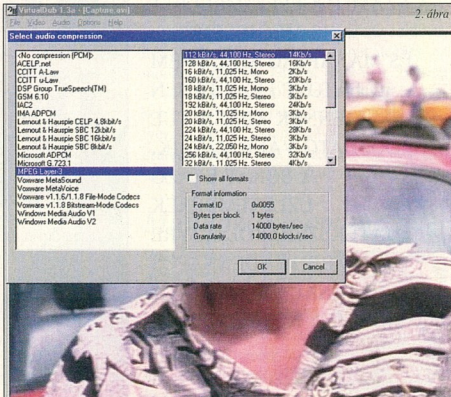 VirtualDub 1.3a - [Capture.avi]
2. ábra
File Video Audio Options Help
Select audio compression
<No compression (PCM)>
ACELP.net
CCITT A-Law
CCITT u-Law
DSP Group TrueSpeech(TM)
GSM 6.10
IAC2
IMA ADPCM
Lernout & Hauspie CELP 4.8kbit/s
Lernout & Hauspie SBC 12kbit/s
Lernout & Hauspie SBC 16kbit/s
Lernout & Hauspie SBC 8kbit/s
Microsoft ADPCM
Microsoft G.723.1
MPEG Layer-3
Voxware MetaSound
Voxware MetaVoice
Voxware v1.1.6/1.1.8 File-Mode Codecs
Voxware v1.1.8 Bitstream-Mode Codecs
Windows Media Audio V1
Windows Media Audio V2
112 kBit/s, 44,100 Hz, Stereo 14Kb/s
128 kBit/s, 44,100 Hz, Stereo 16Kb/s
16 kBit/s, 11,025 Hz, Mono 2Kb/s
160 kBit/s, 44,100 Hz, Stereo 20Kb/s
18 kBit/s, 11,025 Hz, Mono 3Kb/s
18 kBit/s, 11,025 Hz, Stereo 3Kb/s
192 kBit/s, 44,100 Hz, Stereo 24Kb/s
20 kBit/s, 11,025 Hz, Mono 3Kb/s
20 kBit/s, 11,025 Hz, Stereo 3Kb/s
224 kBit/s, 44,100 Hz, Stereo 28Kb/s
24 kBit/s, 11,025 Hz, Stereo 3Kb/s
24 kBit/s, 22,050 Hz, Mono 3Kb/s
256 kBit/s, 44,100 Hz, Stereo 32Kb/s
32 kBit/s, 11,025 Hz, Stereo 4Kb/s
Show all formats
Format information
Format ID 0x0055
Bytes per block 1 bytes
Data rate 14000 bytes/sec
Granularity 14000.0 blocks/sec
OK Cancel